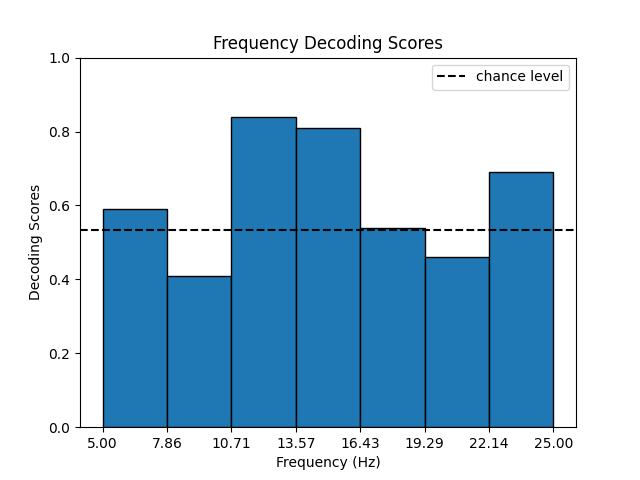 Frequency Decoding Scores
chance level
1.0
0.8
0.6
0.4
0.2
0.0
Decoding Scores
5.00 7.86 10.71 13.57 16.43 19.29 22.14 25.00
Frequency (Hz)